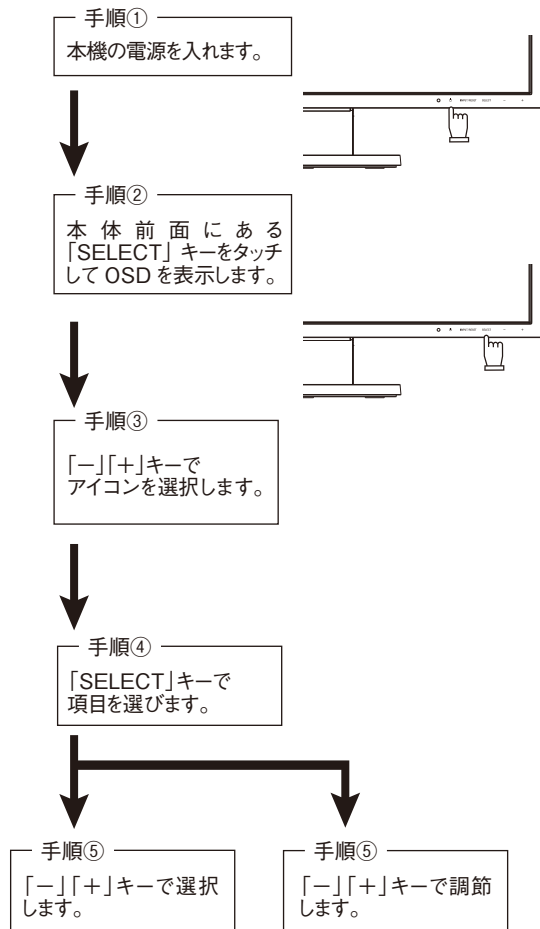 手順①
本機の電源を入れます。
手順②
本体前面にある
「SELECT」キーをタッチ
して OSD を表示します。
手順③
「－」「＋」キーで
アイコンを選択します。
手順④
「SELECT」キーで
項目を選びます。
手順⑤
「－」「＋」キーで選択
します。
手順⑤
「－」「＋」キーで調節
します。